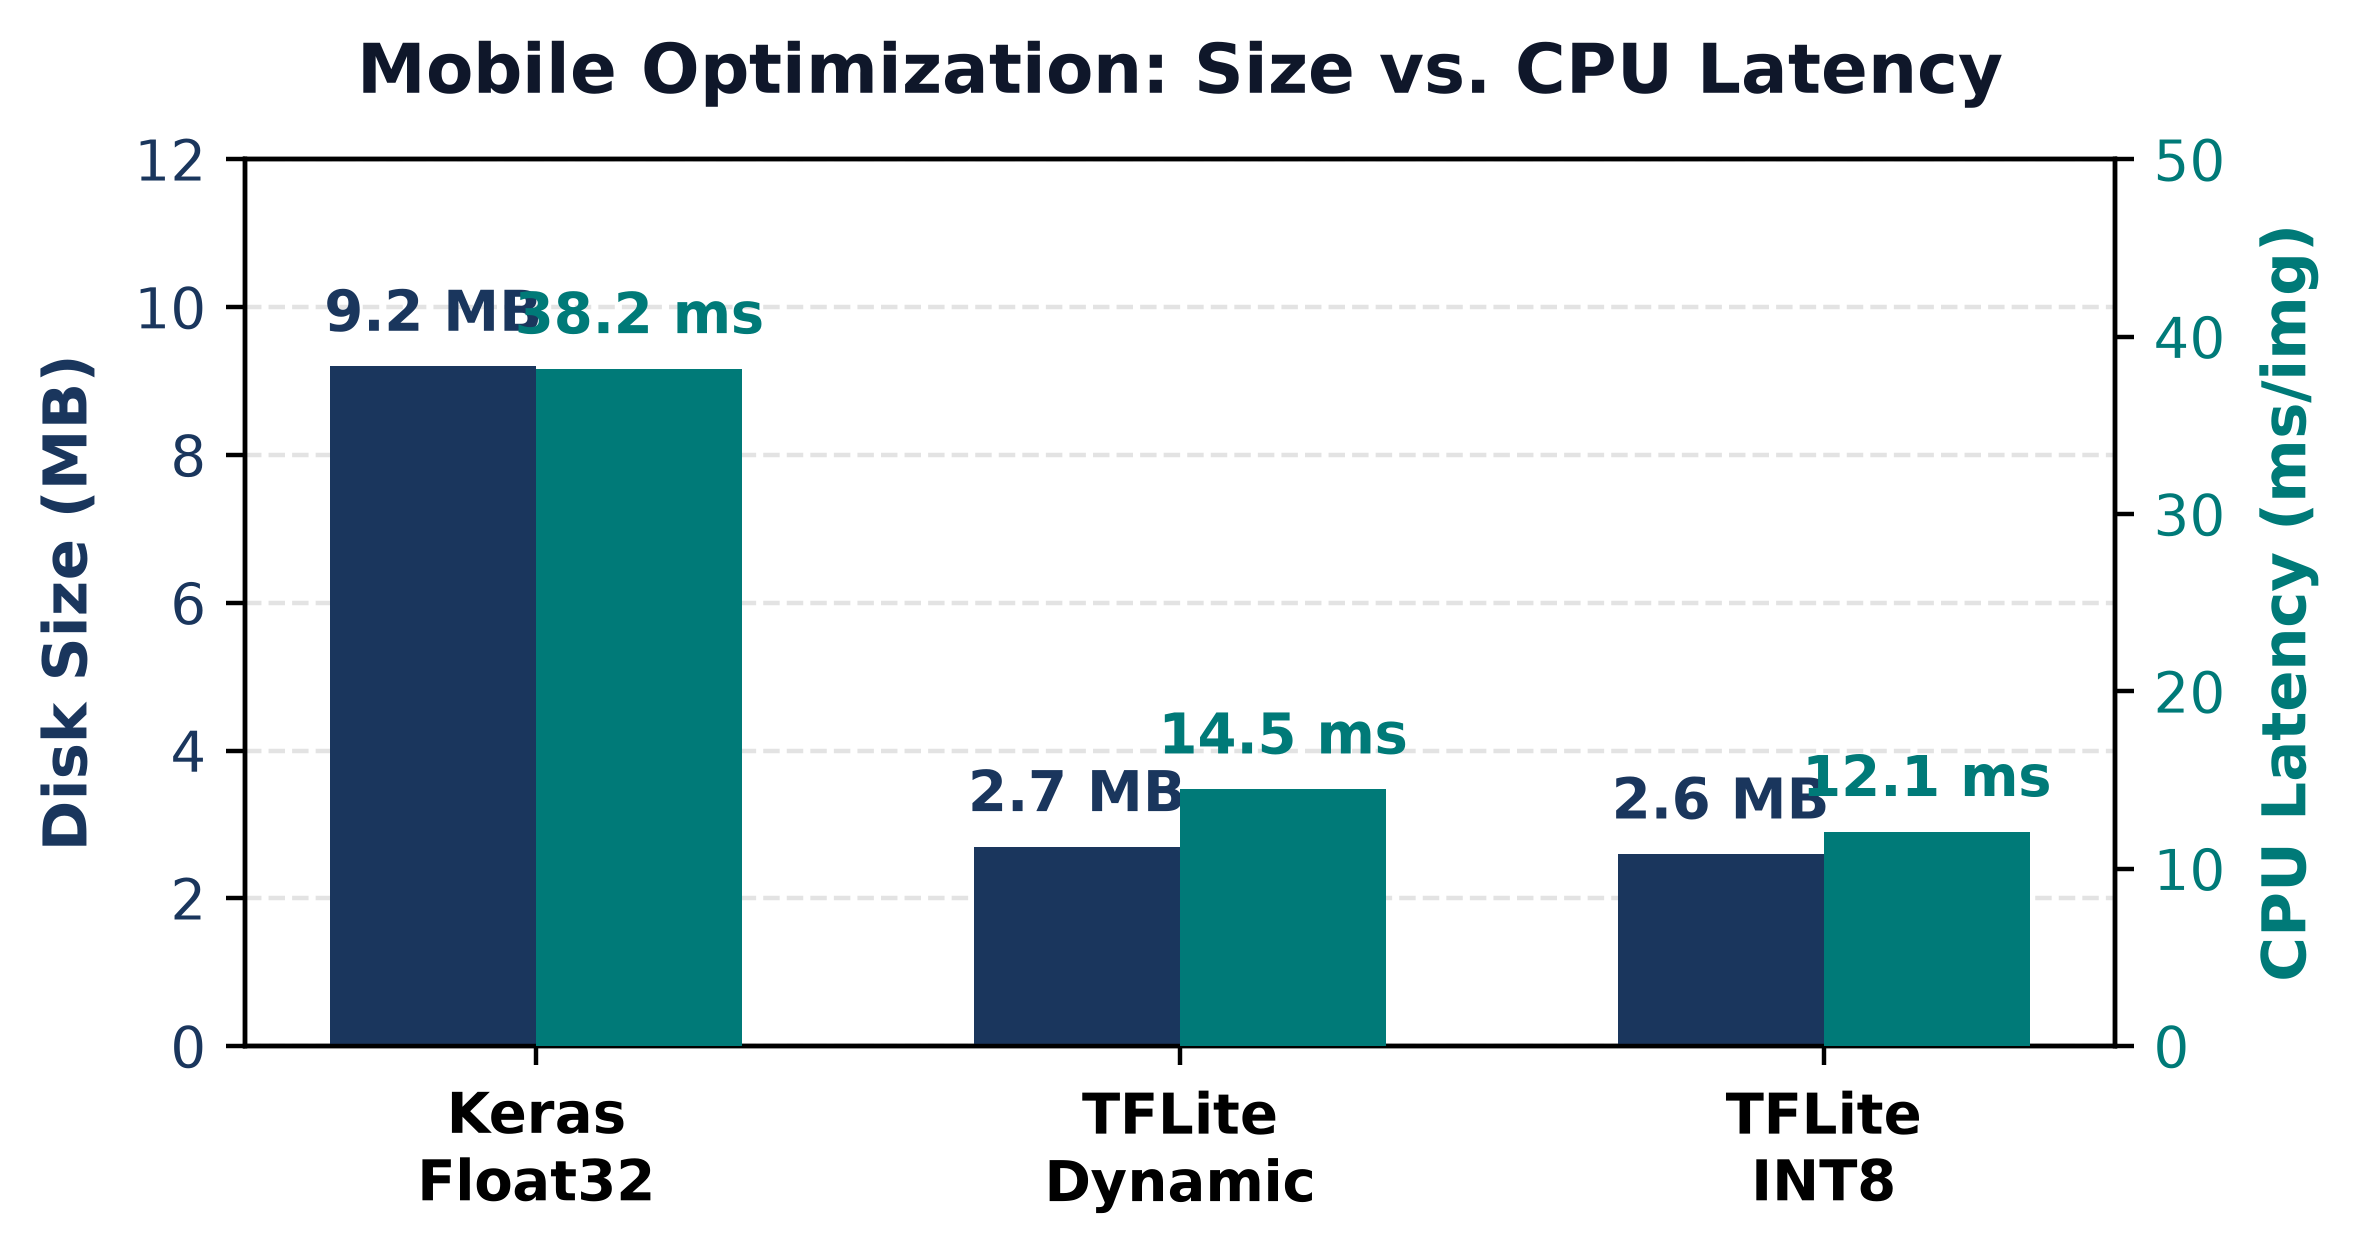 Mobile Optimization: Size vs. CPU Latency
12
10
8
6
4
2
0
Disk Size (MB)
50
40
30
20
10
0
CPU Latency (ms/img)
9.2 MB
38.2 ms
2.7 MB
14.5 ms
2.6 MB
12.1 ms
Keras
Float32
TFLite
Dynamic
TFLite
INT8